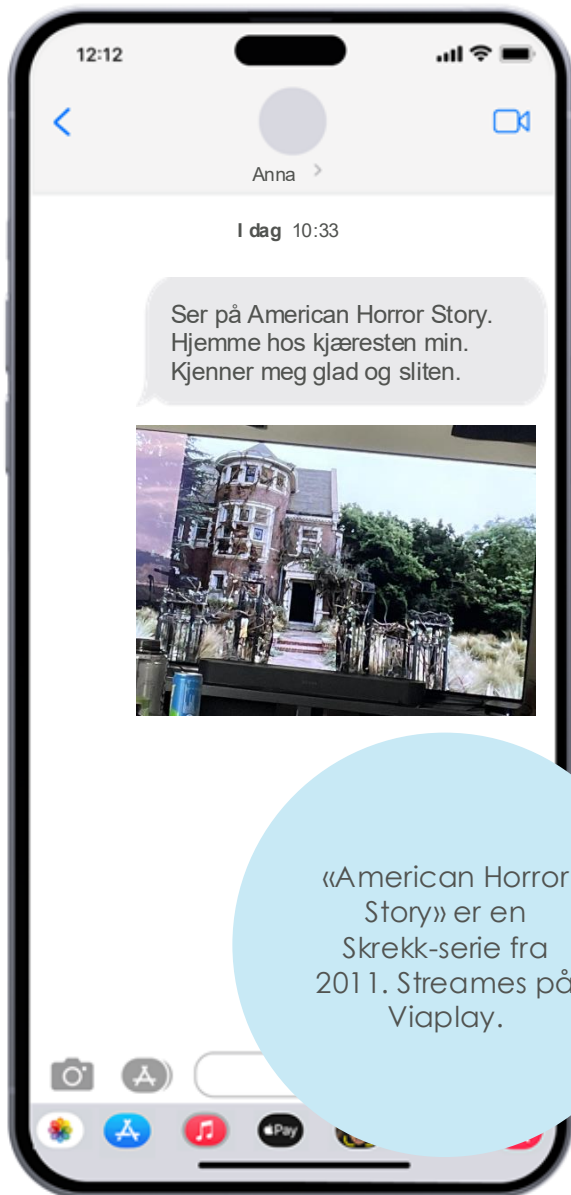 12:12
Anna
I dag 10:33
Ser på American Horror Story.
Hjemme hos kjæresten min.
Kjenner meg glad og sliten.
«American Horror
Story» er en
Skrekk-serie fra
2011. Streames på
Viaplay.
Pay